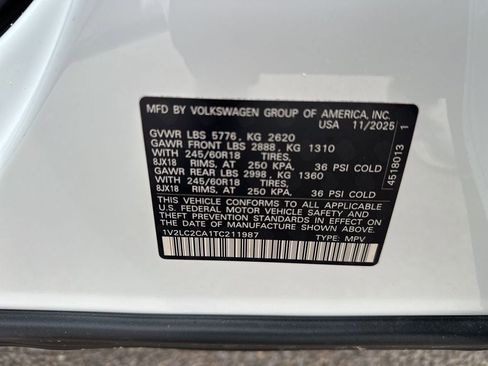 MFD BY VOLKSWAGEN GROUP OF AMERICA, INC.
USA 11/2025
GVWR LBS 5776, KG 2620
GAWR FRONT LBS 2888, KG 1310
WITH 245/60R18 TIRES,
8JX18 RIMS, AT 250 KPA, 36 PSI COLD
GAWR REAR LBS 2998, KG 1360
WITH 245/60R18 TIRES,
8JX18 RIMS, AT 250 KPA, 36 PSI COLD
THIS VEHICLE CONFORMS TO ALL APPLICABLE
U.S. FEDERAL MOTOR VEHICLE SAFETY AND
THEFT PREVENTION STANDARDS IN EFFECT ON
THE DATE OF MANUFACTURE SHOWN ABOVE.
1V2LC2CA1TC211987 TYPE: MPV
4518013 1